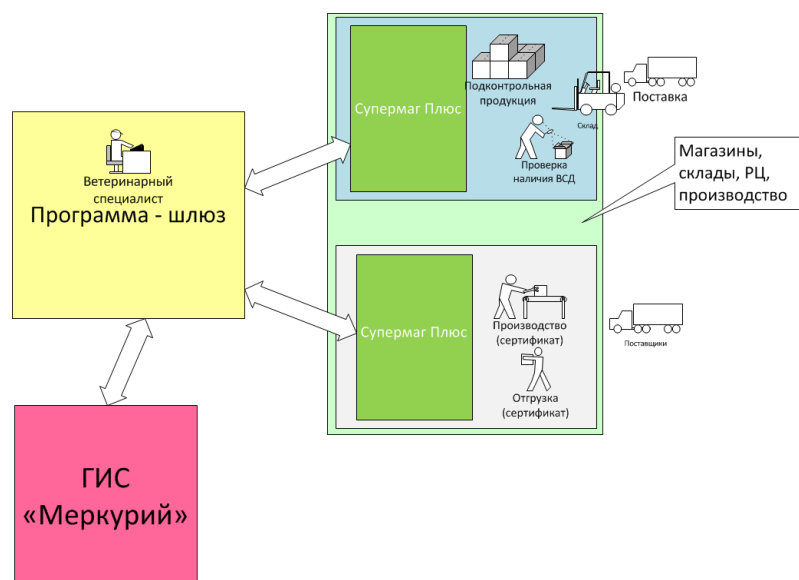 Супермаг Плюс
Подконтрольная
продукция
Склад
Поставка
Проверка
наличия ВСД
Магазины,
склады, РЦ,
производство
Ветеринарный
специалист
Программа - шлюз
Супермаг Плюс
Производство
(сертификат)
Отгрузка
(сертификат)
Поставщики
ГИС
«Меркурий»